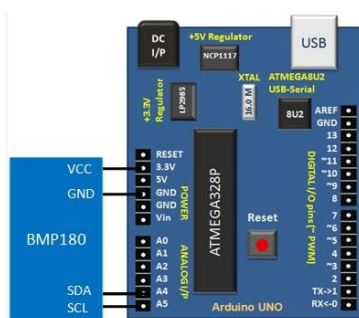 DC
I/P
+5V Regulator
NCP1117
USB
+3.3V
Regulator
LP2985
XTAL
16.0 M
ATMEGA8U2
USB-Serial
8U2
ATMEGA328P
RESET
3.3V
5V
GND
GND
Vin
POWER
A0
A1
A2
A3
A4
A5
ANALOG I/P
AREF
GND
13
12
~11
~10
~9
8
7
~6
~5
4
~3
2
TX->1
RX<-0
DIGITAL I/O pins (~ PWM)
Reset
Arduino UNO
VCC
GND
BMP180
SDA
SCL